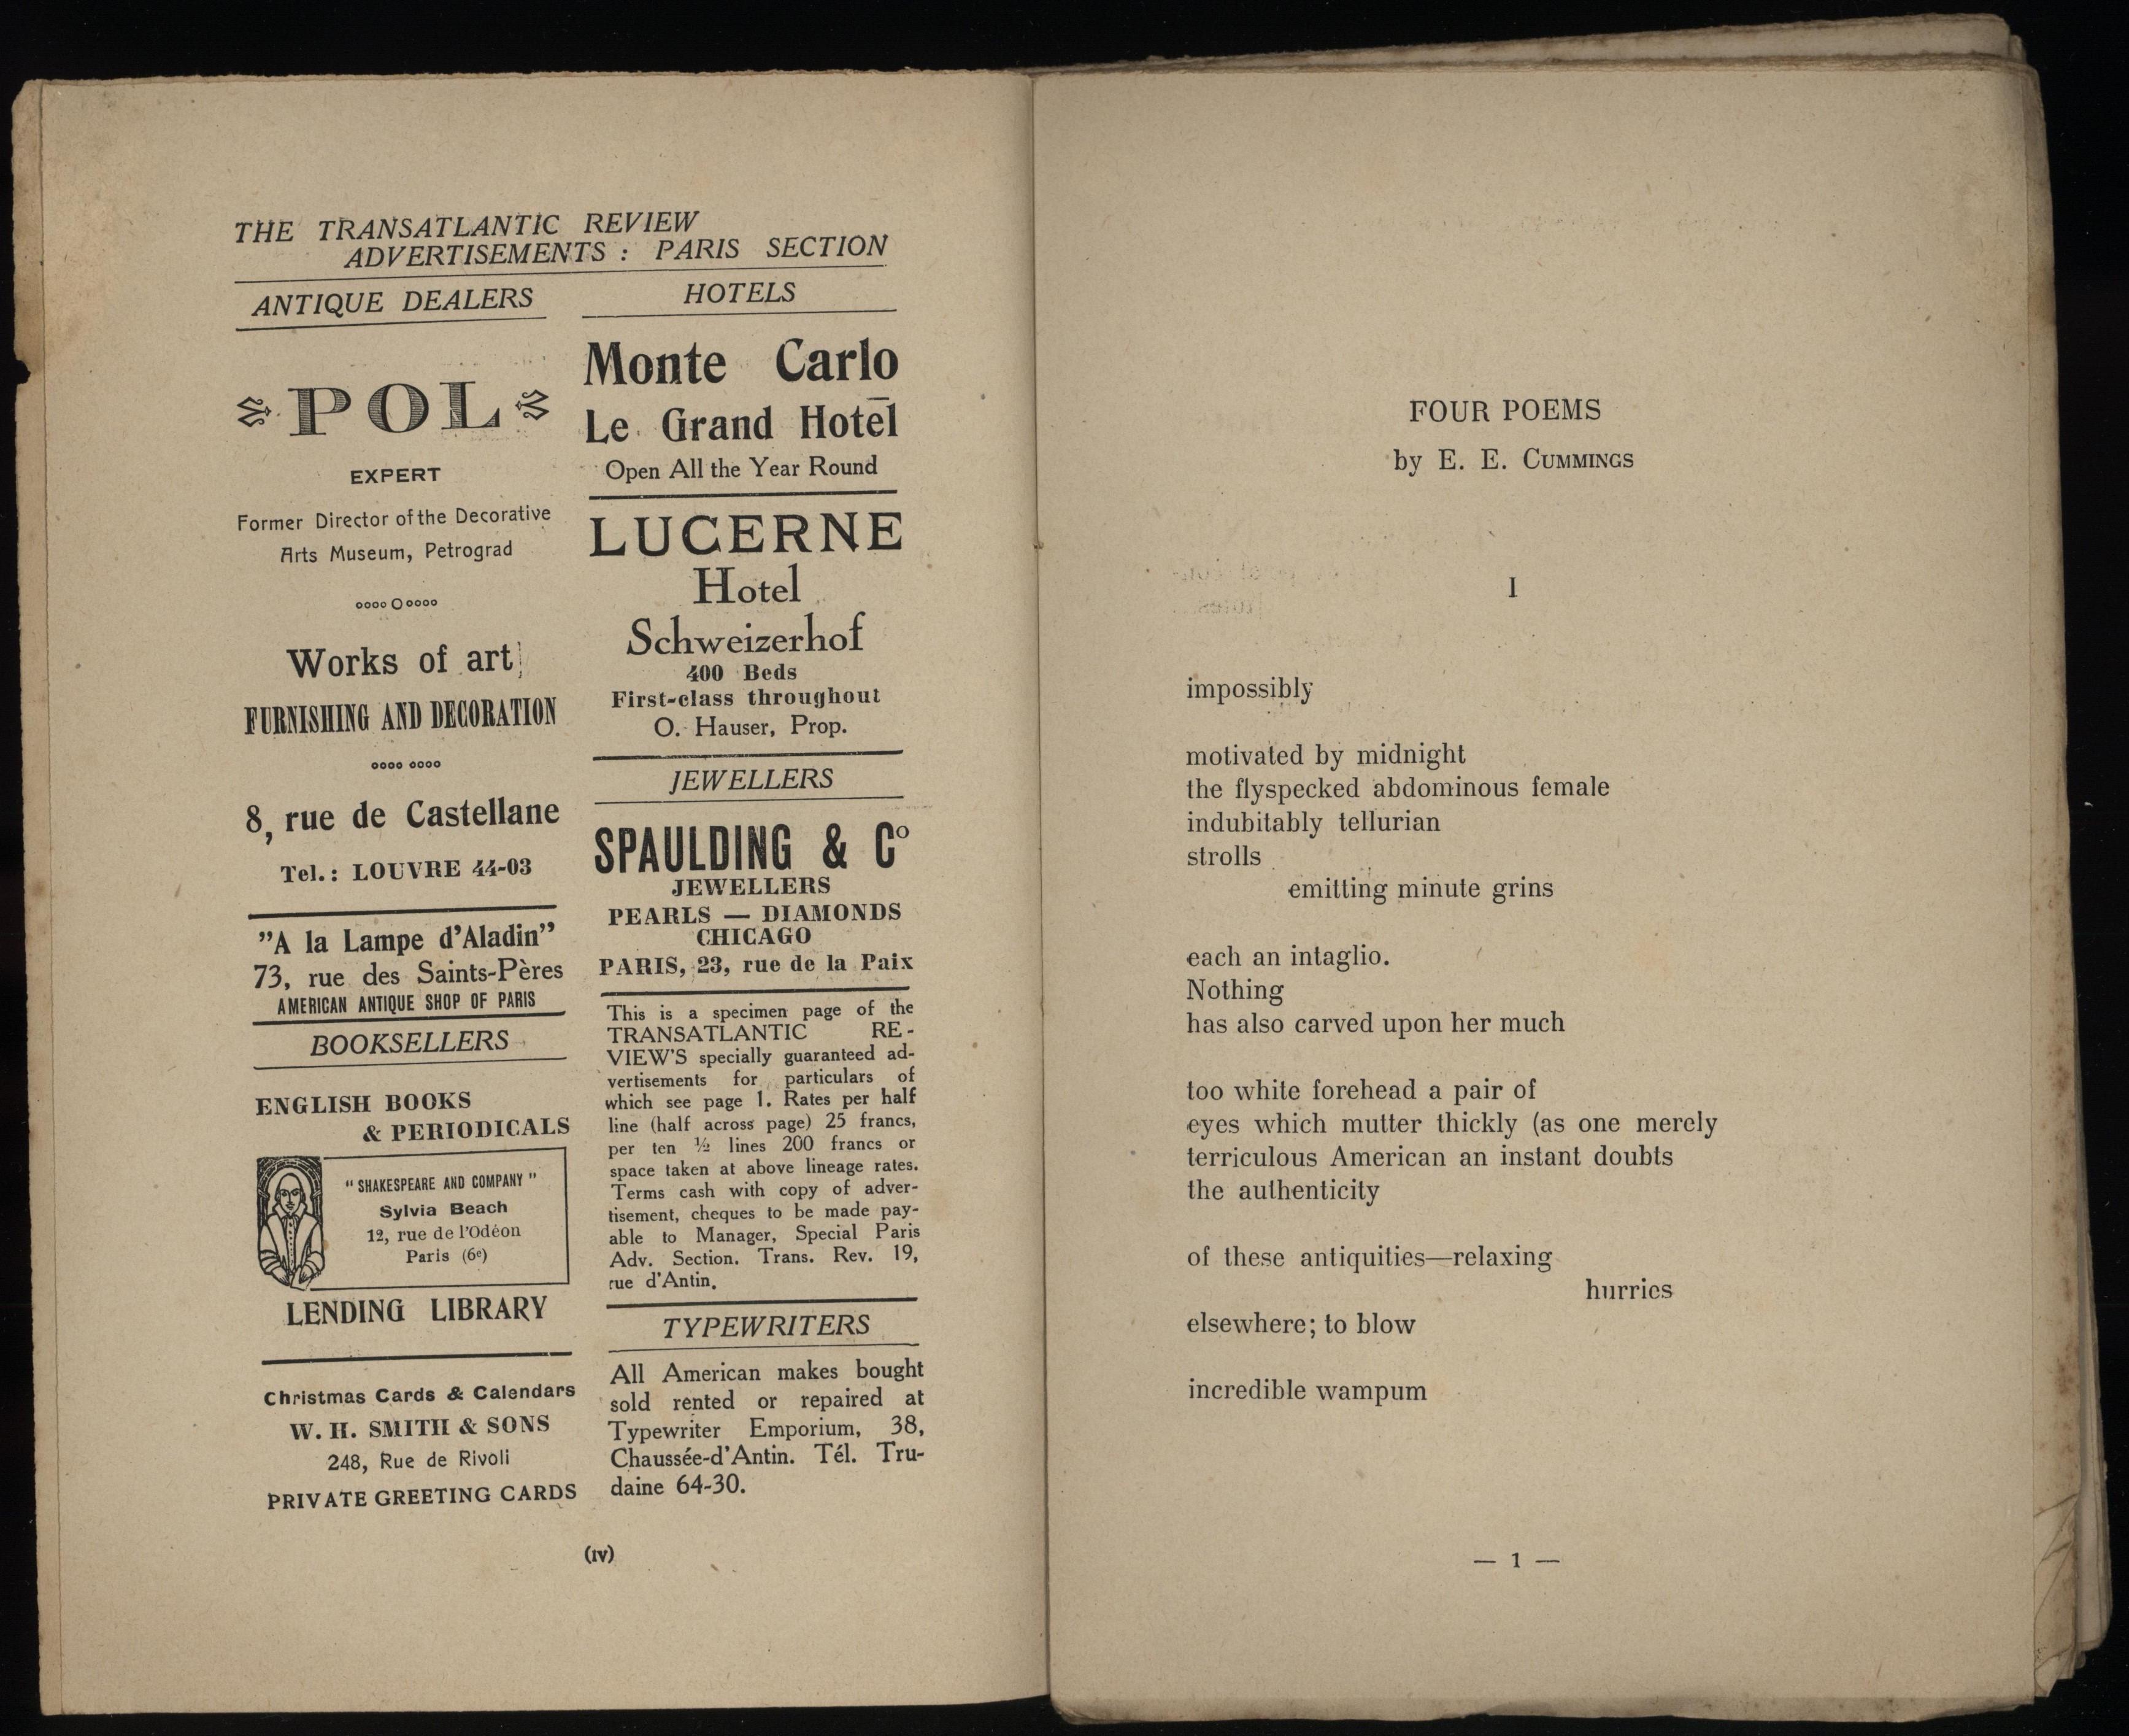 THE TRANSATLANTIC REVIEW
ADVERTISEMENTS : PARIS SECTION
ANTIQUE DEALERS
POL
EXPERT
Former Director of the Decorative
Arts Museum, Petrograd
Works of art
FURNISHING AND DECORATION
8, rue de Castellane
Tel.: LOUVRE 44-03
"A la Lampe d'Aladin"
73, rue des Saints-Pères
AMERICAN ANTIQUE SHOP OF PARIS
BOOKSELLERS
ENGLISH BOOKS
& PERIODICALS
"SHAKESPEARE AND COMPANY"
Sylvia Beach
12, rue de l'Odéon
Paris (6e)
LENDING LIBRARY
Christmas Cards & Calendars
W. H. SMITH & SONS
248, Rue de Rivoli
PRIVATE GREETING CARDS
HOTELS
Monte Carlo
Le Grand Hotel
Open All the Year Round
LUCERNE
Hotel
Schweizerhof
400 Beds
First-class throughout
O. Hauser, Prop.
JEWELLERS
SPAULDING & Co
JEWELLERS
PEARLS — DIAMONDS
CHICAGO
PARIS, 23, rue de la Paix
This is a specimen page of the
TRANSATLANTIC RE-
VIEW'S specially guaranteed ad-
vertisements for particulars of
which see page 1. Rates per half
line (half across page) 25 francs,
per ten ½ lines 200 francs or
space taken at above lineage rates.
Terms cash with copy of adver-
tisement, cheques to be made pay-
able to Manager, Special Paris
Adv. Section. Trans. Rev. 19,
rue d'Antin.
TYPEWRITERS
All American makes bought
sold rented or repaired at
Typewriter Emporium, 38,
Chaussée-d'Antin. Tél. Tru-
daine 64-30.
(IV)
FOUR POEMS
by E. E. CUMMINGS
I
impossibly
motivated by midnight
the flyspecked abdominous female
indubitably tellurian
strolls
emitting minute grins
each an intaglio.
Nothing
has also carved upon her much
too white forehead a pair of
eyes which mutter thickly (as one merely
terriculous American an instant doubts
the authenticity
of these antiquities—relaxing
hurries
elsewhere; to blow
incredible wampum
— 1 —